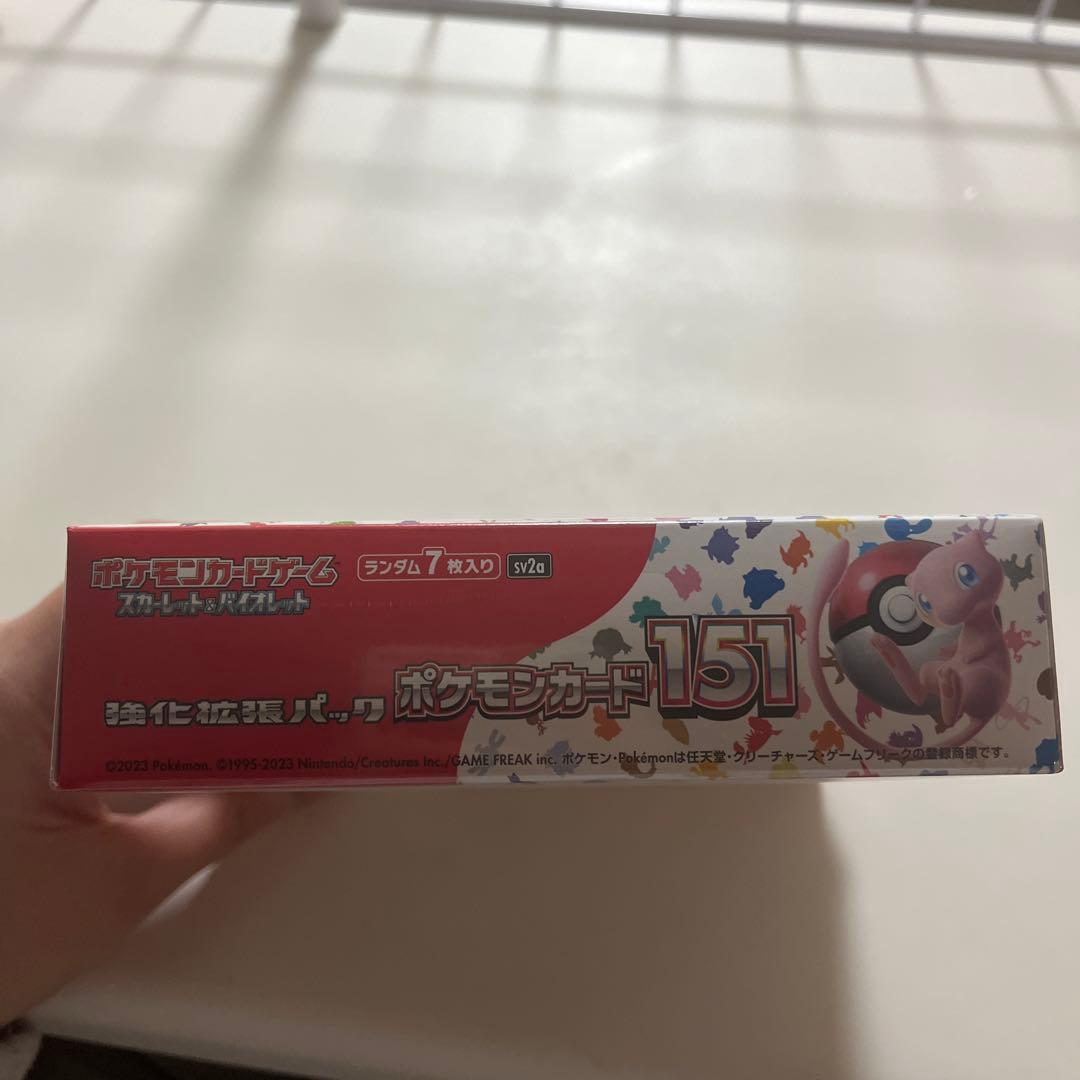 ポケモンカードゲーム
スカーレット&バイオレット
ランダム7枚入り sv2a
強化拡張パック ポケモンカード151
©2023 Pokémon. ©1995-2023 Nintendo/Creatures Inc./GAME FREAK inc. ポケモン・Pokémonは任天堂・クリーチャーズ・ゲームフリークの登録商標です。